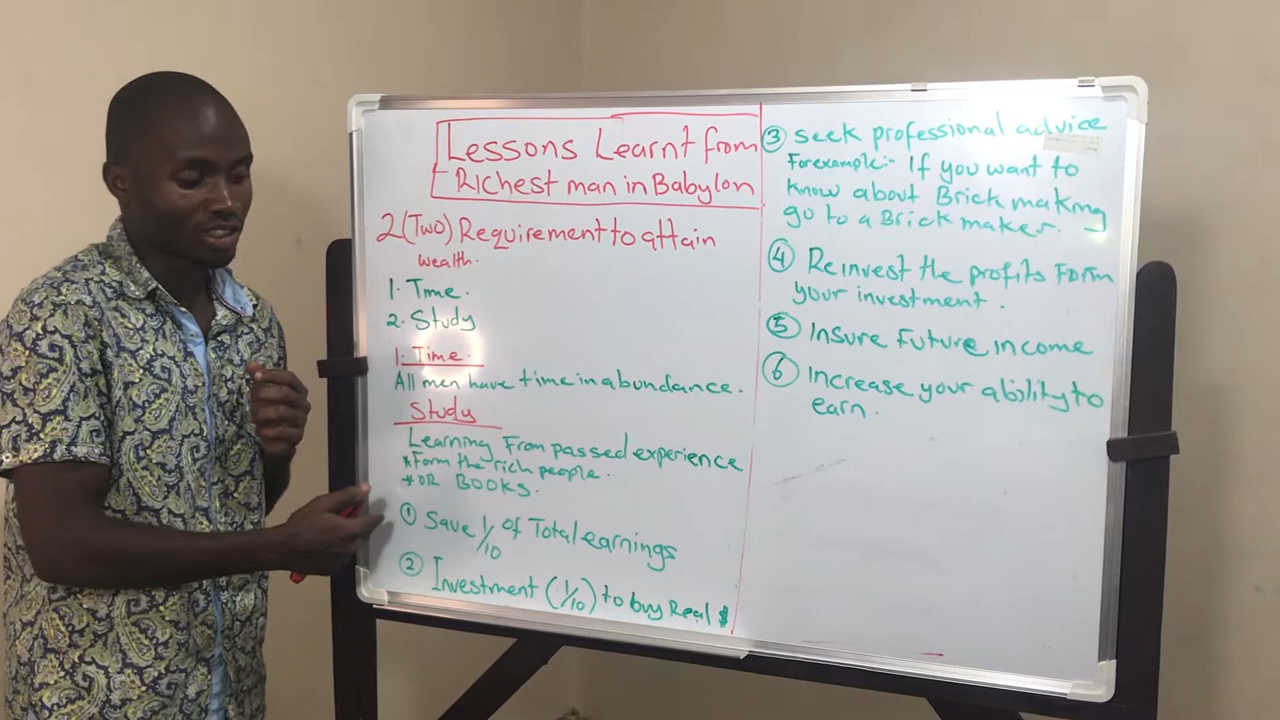 Lessons Learnt from
Richest man in Babylon
2 (Two) Requirement to attain
wealth.
1. Time.
2. Study
1. Time.
All men have time in abundance.
Study
Learning From passed experience
*Form the rich people.
*OR BOOKS.
① Save 1/10 of Total earnings
② Investment (1/10) to buy Real $
③ Seek professional advice
For example:- If you want to
know about Brick making
go to a Brick maker.
④ Reinvest the profits Form
your investment.
⑤ Insure Future income
⑥ Increase your ability to
earn.